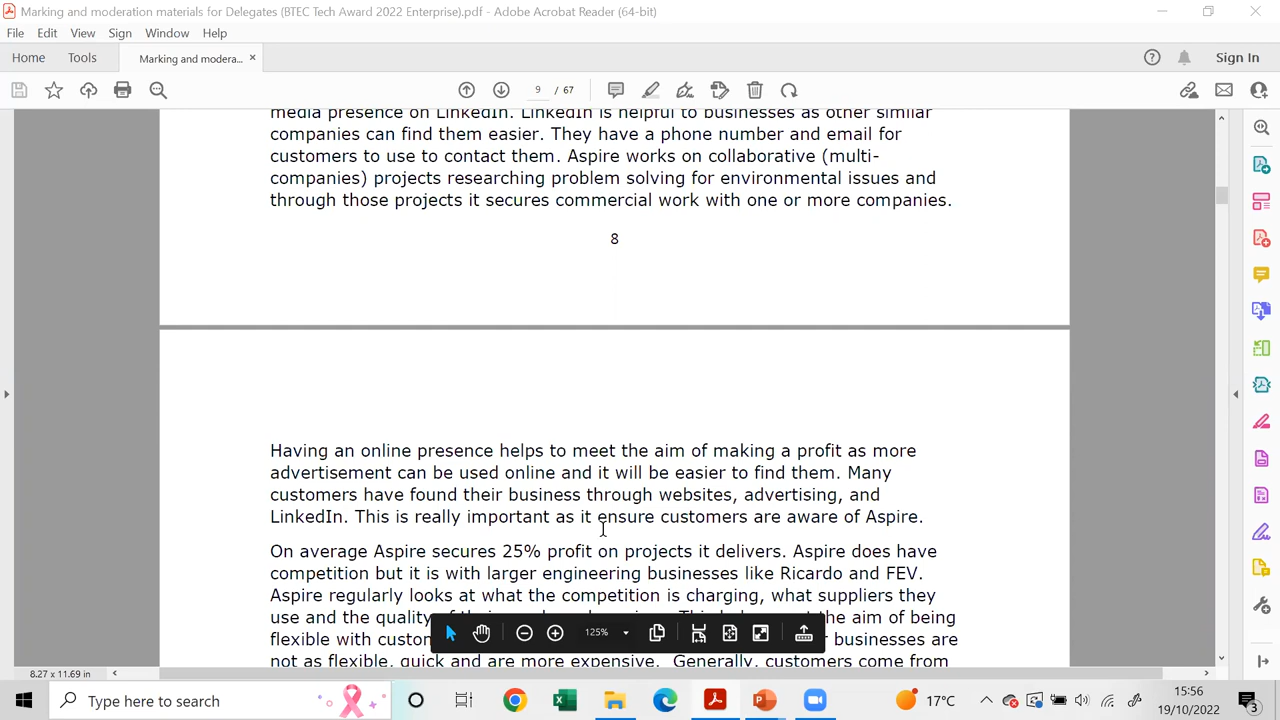 Marking and moderation materials for Delegates (BTEC Tech Award 2022 Enterprise).pdf - Adobe Acrobat Reader (64-bit)
File Edit View Sign Window Help
Home Tools Marking and modera... ×
Sign In
9 / 67
media presence on LinkedIn. LinkedIn is helpful to businesses as other similar
companies can find them easier. They have a phone number and email for
customers to use to contact them. Aspire works on collaborative (multi-
companies) projects researching problem solving for environmental issues and
through those projects it secures commercial work with one or more companies.
8
Having an online presence helps to meet the aim of making a profit as more
advertisement can be used online and it will be easier to find them. Many
customers have found their business through websites, advertising, and
LinkedIn. This is really important as it ensure customers are aware of Aspire.
On average Aspire secures 25% profit on projects it delivers. Aspire does have
competition but it is with larger engineering businesses like Ricardo and FEV.
Aspire regularly looks at what the competition is charging, what suppliers they
use and the quality of the aim of being
flexible with custom businesses are
not as flexible, quick and are more expensive. Generally, customers come from
125%
8.27 x 11.69 in
Type here to search
17°C
15:56
19/10/2022
3